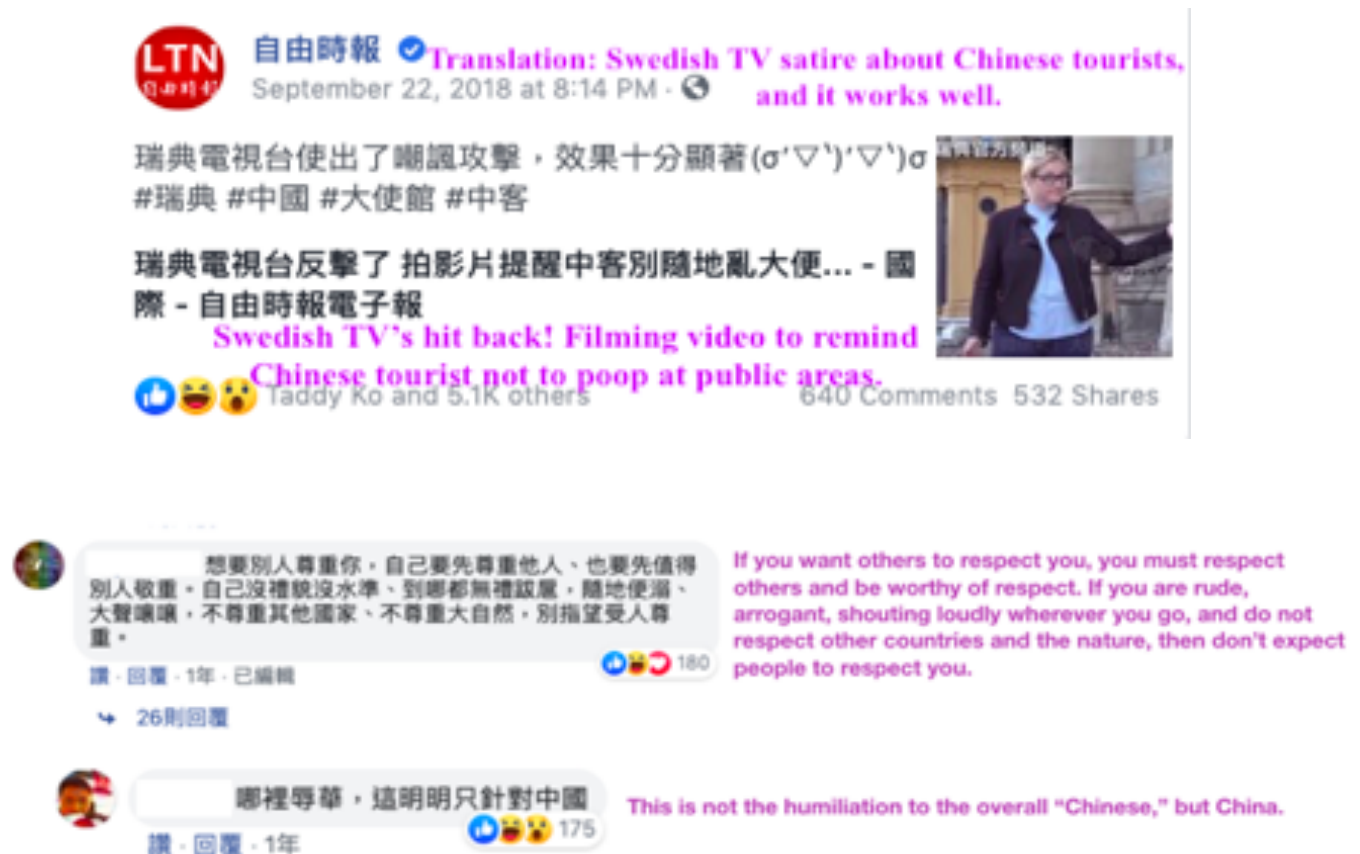 LTN
自由時報
自由時報
Translation: Swedish TV satire about Chinese tourists,
and it works well.
September 22, 2018 at 8:14 PM ·
瑞典電視台使出了嘲諷攻擊，效果十分顯著(σ′▽‵)′▽‵)σ
#瑞典 #中國 #大使館 #中客
瑞典電視台反擊了 拍影片提醒中客別隨地亂大便... - 國
際 - 自由時報電子報
Swedish TV's hit back! Filming video to remind
Chinese tourist not to poop at public areas.
Taddy Ko and 5.1K others
640 Comments 532 Shares
想要別人尊重你，自己要先尊重他人、也要先值得
別人敬重。自己沒禮貌沒水準、到哪都無禮跋扈，隨地便溺、
大聲嚷嚷，不尊重其他國家、不尊重大自然，別指望受人尊
重。
180
讚 · 回覆 · 1年 · 已編輯
26則回覆
If you want others to respect you, you must respect
others and be worthy of respect. If you are rude,
arrogant, shouting loudly wherever you go, and do not
respect other countries and the nature, then don't expect
people to respect you.
哪裡辱華，這明明只針對中國
175
讚 · 回覆 · 1年
This is not the humiliation to the overall “Chinese,” but China.